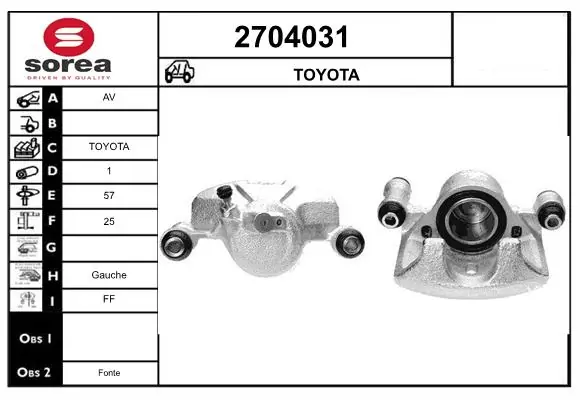 sorea
DRIVEN BY QUALITY
2704031
TOYOTA
A AV
B
C TOYOTA
D 1
E 57
F 25
G
H Gauche
I FF
OBS 1
OBS 2 Fonte